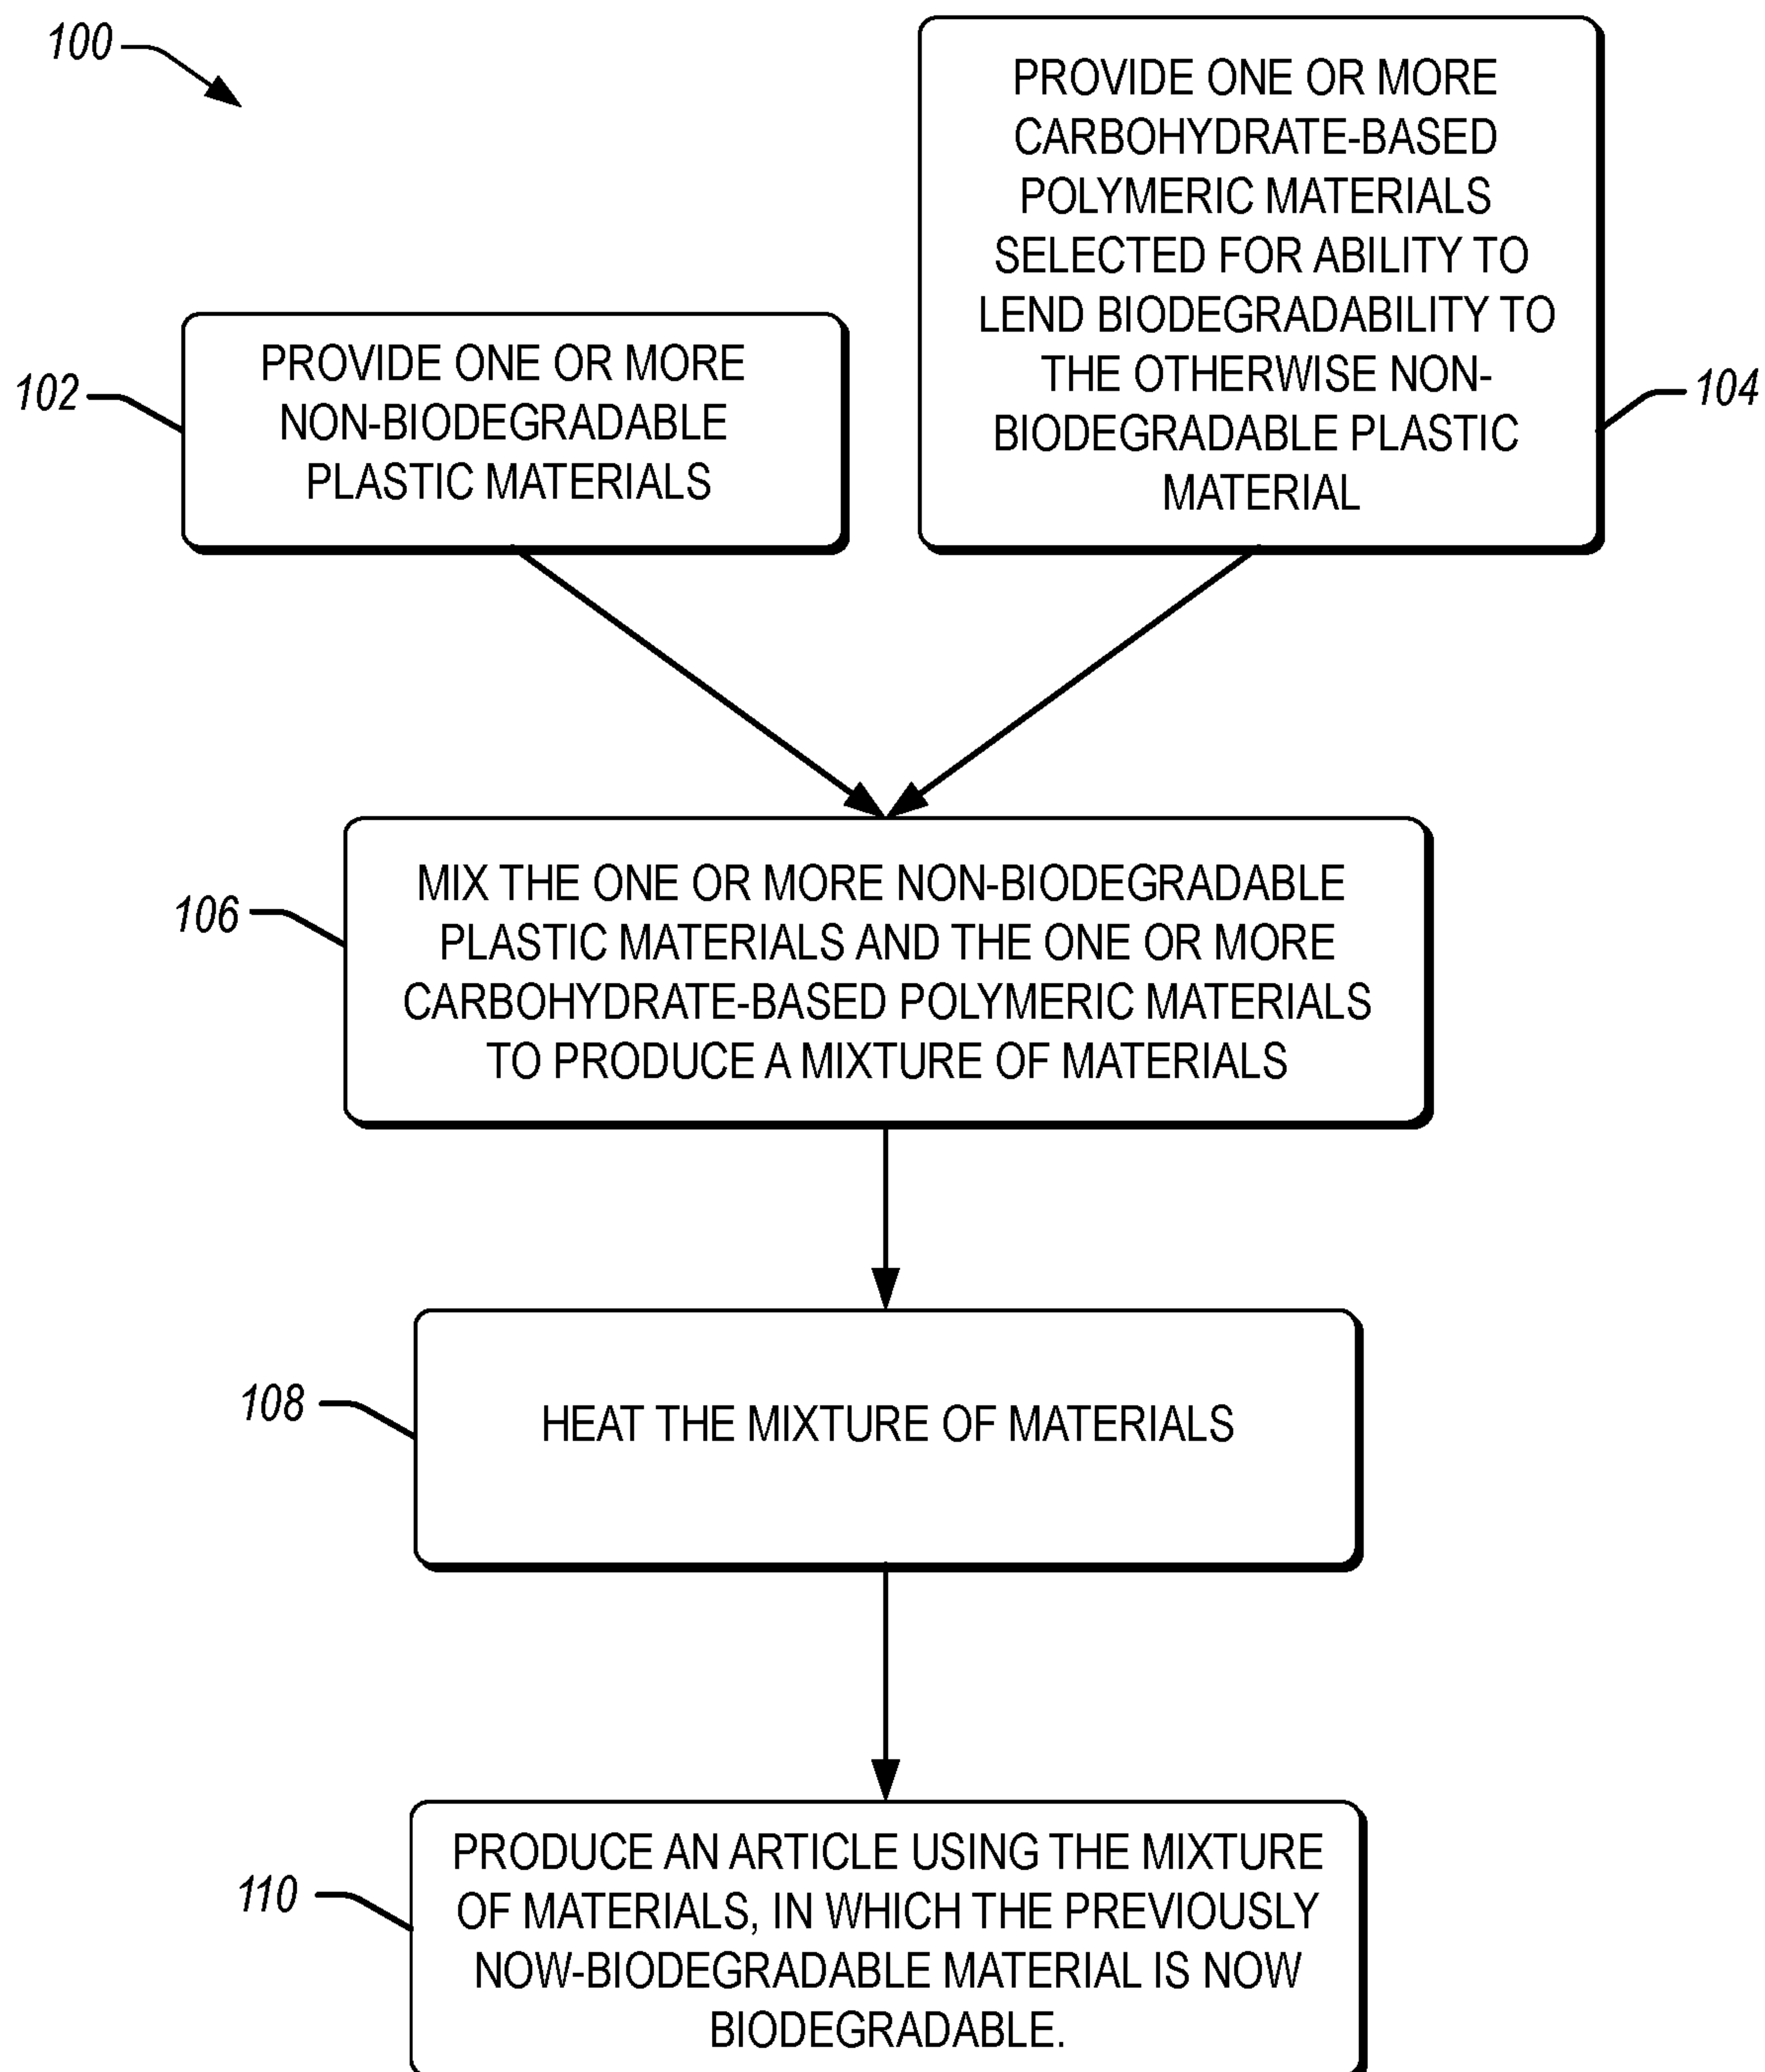 100
PROVIDE ONE OR MORE
CARBOHYDRATE-BASED
POLYMERIC MATERIALS
SELECTED FOR ABILITY TO
LEND BIODEGRADABILITY TO
THE OTHERWISE NON-
BIODEGRADABLE PLASTIC
MATERIAL
104
PROVIDE ONE OR MORE
NON-BIODEGRADABLE
PLASTIC MATERIALS
102
MIX THE ONE OR MORE NON-BIODEGRADABLE
PLASTIC MATERIALS AND THE ONE OR MORE
CARBOHYDRATE-BASED POLYMERIC MATERIALS
TO PRODUCE A MIXTURE OF MATERIALS
106
HEAT THE MIXTURE OF MATERIALS
108
PRODUCE AN ARTICLE USING THE MIXTURE
OF MATERIALS, IN WHICH THE PREVIOUSLY
NOW-BIODEGRADABLE MATERIAL IS NOW
BIODEGRADABLE.
110